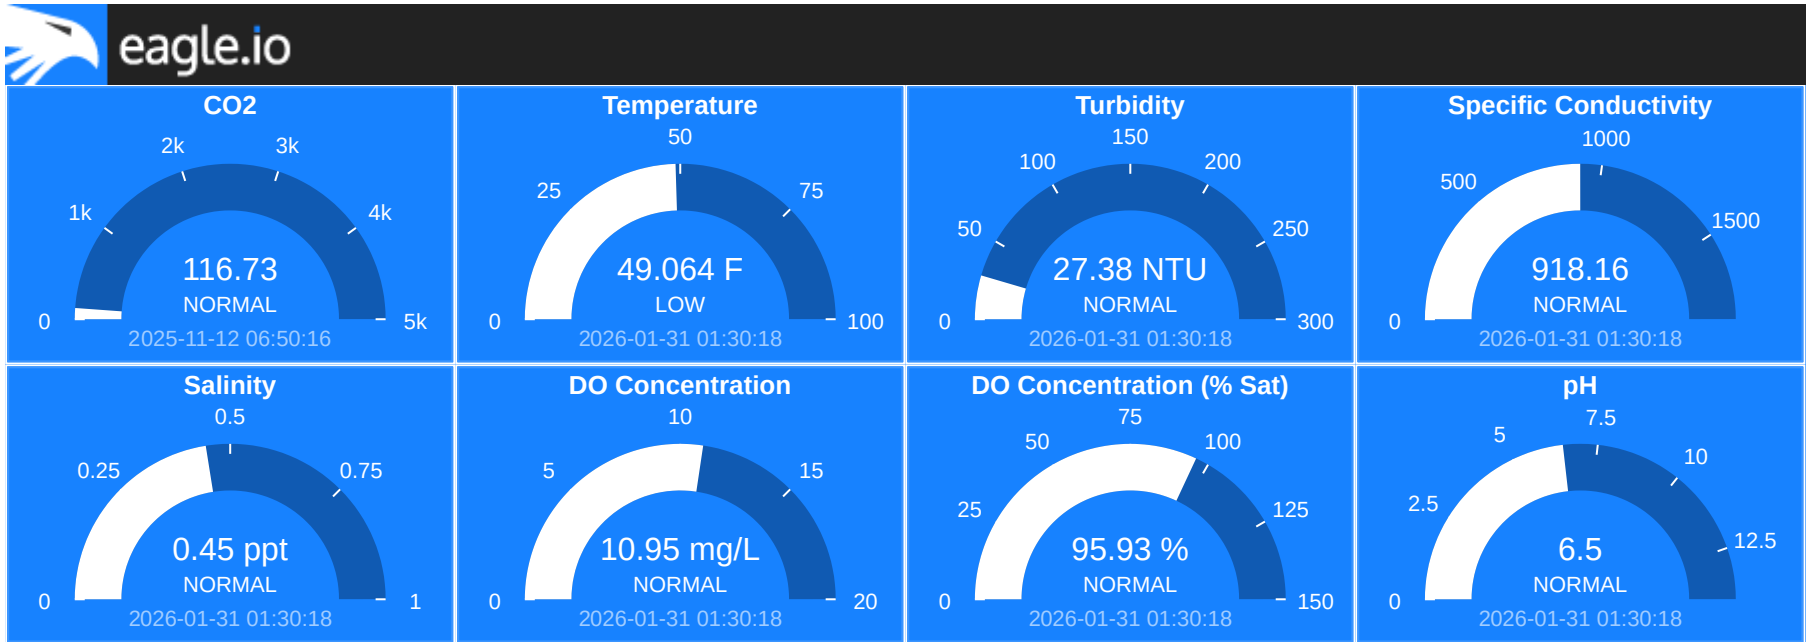 eagle.io
CO2
0
1k
2k
3k
4k
5k
116.73
NORMAL
2025-11-12 06:50:16
Temperature
0
25
50
75
100
49.064 F
LOW
2026-01-31 01:30:18
Turbidity
0
50
100
150
200
250
300
27.38 NTU
NORMAL
2026-01-31 01:30:18
Specific Conductivity
0
500
1000
1500
918.16
NORMAL
2026-01-31 01:30:18
Salinity
0
0.25
0.5
0.75
1
0.45 ppt
NORMAL
2026-01-31 01:30:18
DO Concentration
0
5
10
15
20
10.95 mg/L
NORMAL
2026-01-31 01:30:18
DO Concentration (% Sat)
0
25
50
75
100
125
150
95.93 %
NORMAL
2026-01-31 01:30:18
pH
0
2.5
5
7.5
10
12.5
6.5
NORMAL
2026-01-31 01:30:18